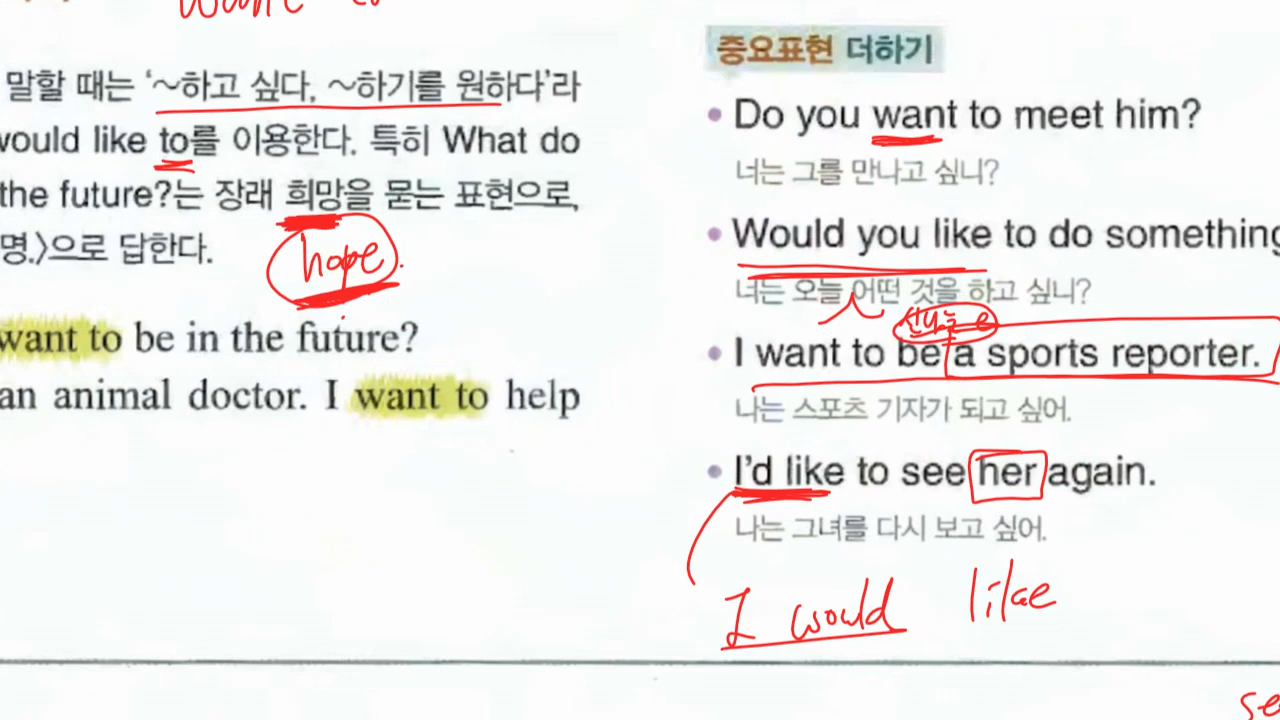 want to
말할 때는 '~하고 싶다, ~하기를 원하다'라
would like to를 이용한다. 특히 What do
the future?는 장래 희망을 묻는 표현으로,
명.〉으로 답한다.
hope.
want to be in the future?
an animal doctor. I want to help
중요표현 더하기
• Do you want to meet him?
너는 그를 만나고 싶니?
• Would you like to do something
너는 오늘 어떤 것을 하고 싶니?
• I want to be a sports reporter.
나는 스포츠 기자가 되고 싶어.
• I'd like to see her again.
나는 그녀를 다시 보고 싶어.
I would like